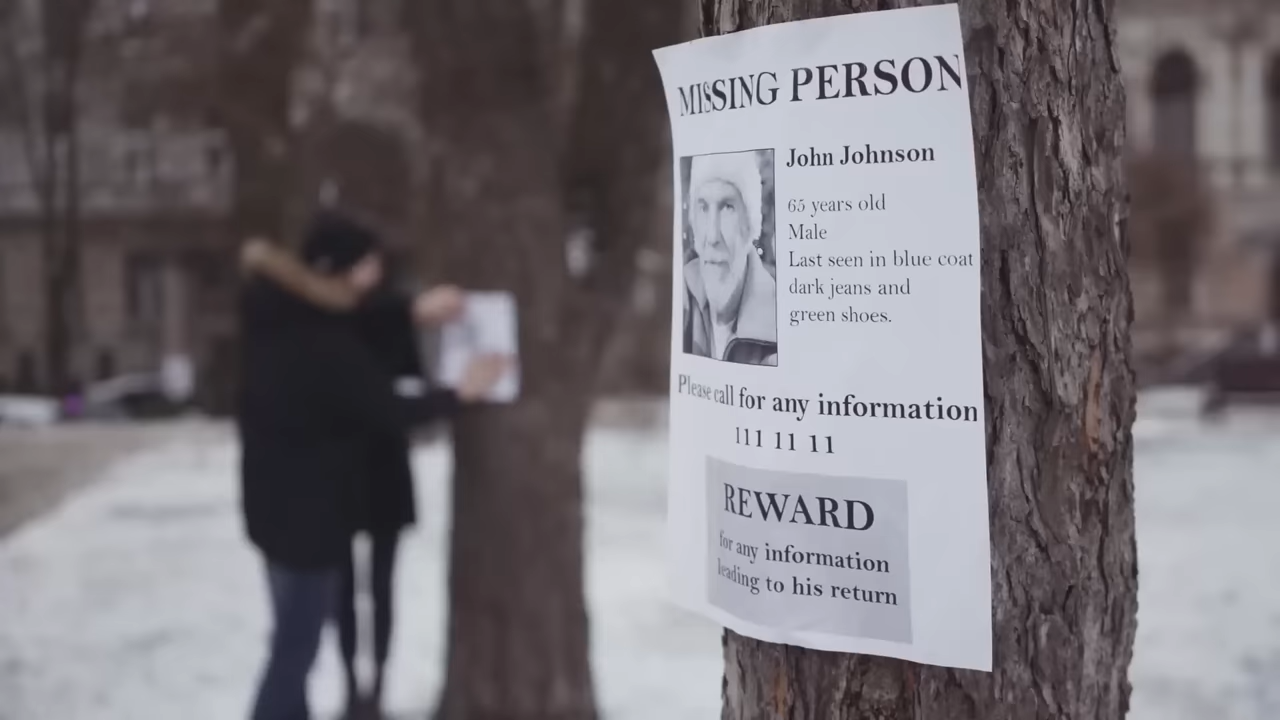 MISSING PERSON
John Johnson
65 years old
Male
Last seen in blue coat
dark jeans and
green shoes.
Please call for any information
111 11 11
REWARD
for any information
leading to his return